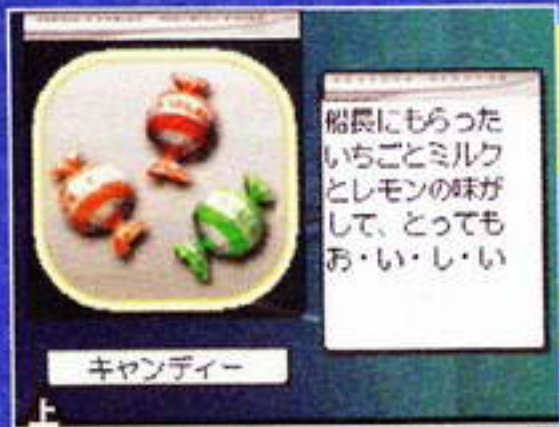 船長にもらった
いちごとミルク
とレモンの味が
して、とっても
お・い・し・い
キャンディー
上